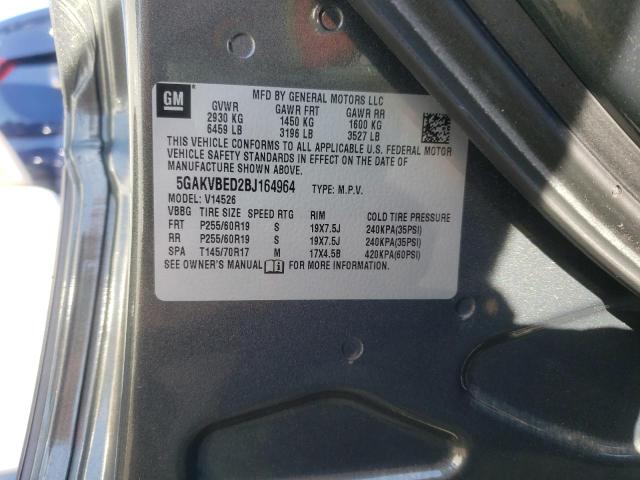 GM
MFD BY GENERAL MOTORS LLC
GVWR GAWR FRT GAWR RR
2930 KG 1450 KG 1600 KG
6459 LB 3196 LB 3527 LB
THIS VEHICLE CONFORMS TO ALL APPLICABLE U.S. FEDERAL MOTOR
VEHICLE SAFETY STANDARDS IN EFFECT ON THE DATE OF
MANUFACTURE SHOWN ABOVE.
5GAKVBED2BJ164964 TYPE: M.P.V.
MODEL: V14526
VBBG TIRE SIZE SPEED RTG RIM COLD TIRE PRESSURE
FRT P255/60R19 S 19X7.5J 240KPA(35PSI)
RR P255/60R19 S 19X7.5J 240KPA(35PSI)
SPA T145/70R17 M 17X4.5B 420KPA(60PSI)
SEE OWNER'S MANUAL FOR MORE INFORMATION.